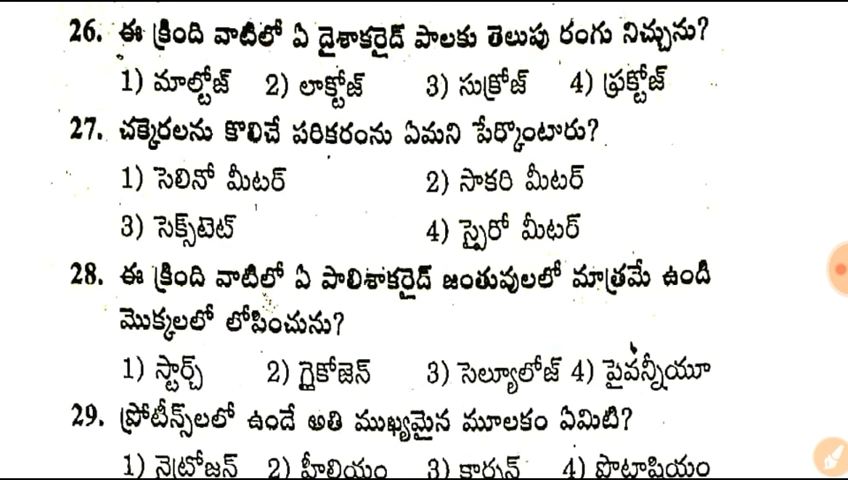 26. ఈ క్రింది వాటిలో ఏ డైశాకరైడ్ పాలకు తెలుపు రంగు నిచ్చును?
1) మాల్టోజ్ 2) లాక్టోజ్ 3) సుక్రోజ్ 4) ఫ్రక్టోజ్
27. చక్కెరలను కొలిచే పరికరంను ఏమని పేర్కొంటారు?
1) సెలినో మీటర్ 2) సాకరి మీటర్
3) సెక్స్‌టెట్ 4) స్పైరో మీటర్
28. ఈ క్రింది వాటిలో ఏ పాలిశాకరైడ్ జంతువులలో మాత్రమే ఉండి
మొక్కలలో లోపించును?
1) స్టార్చ్ 2) గ్లైకోజెన్ 3) సెల్యూలోజ్ 4) పైవన్నీయూ
29. ప్రోటీన్స్‌లలో ఉండే అతి ముఖ్యమైన మూలకం ఏమిటి?
1) నైట్రోజన్ 2) హీలియం 3) కార్బన్ 4) పొటాషియం